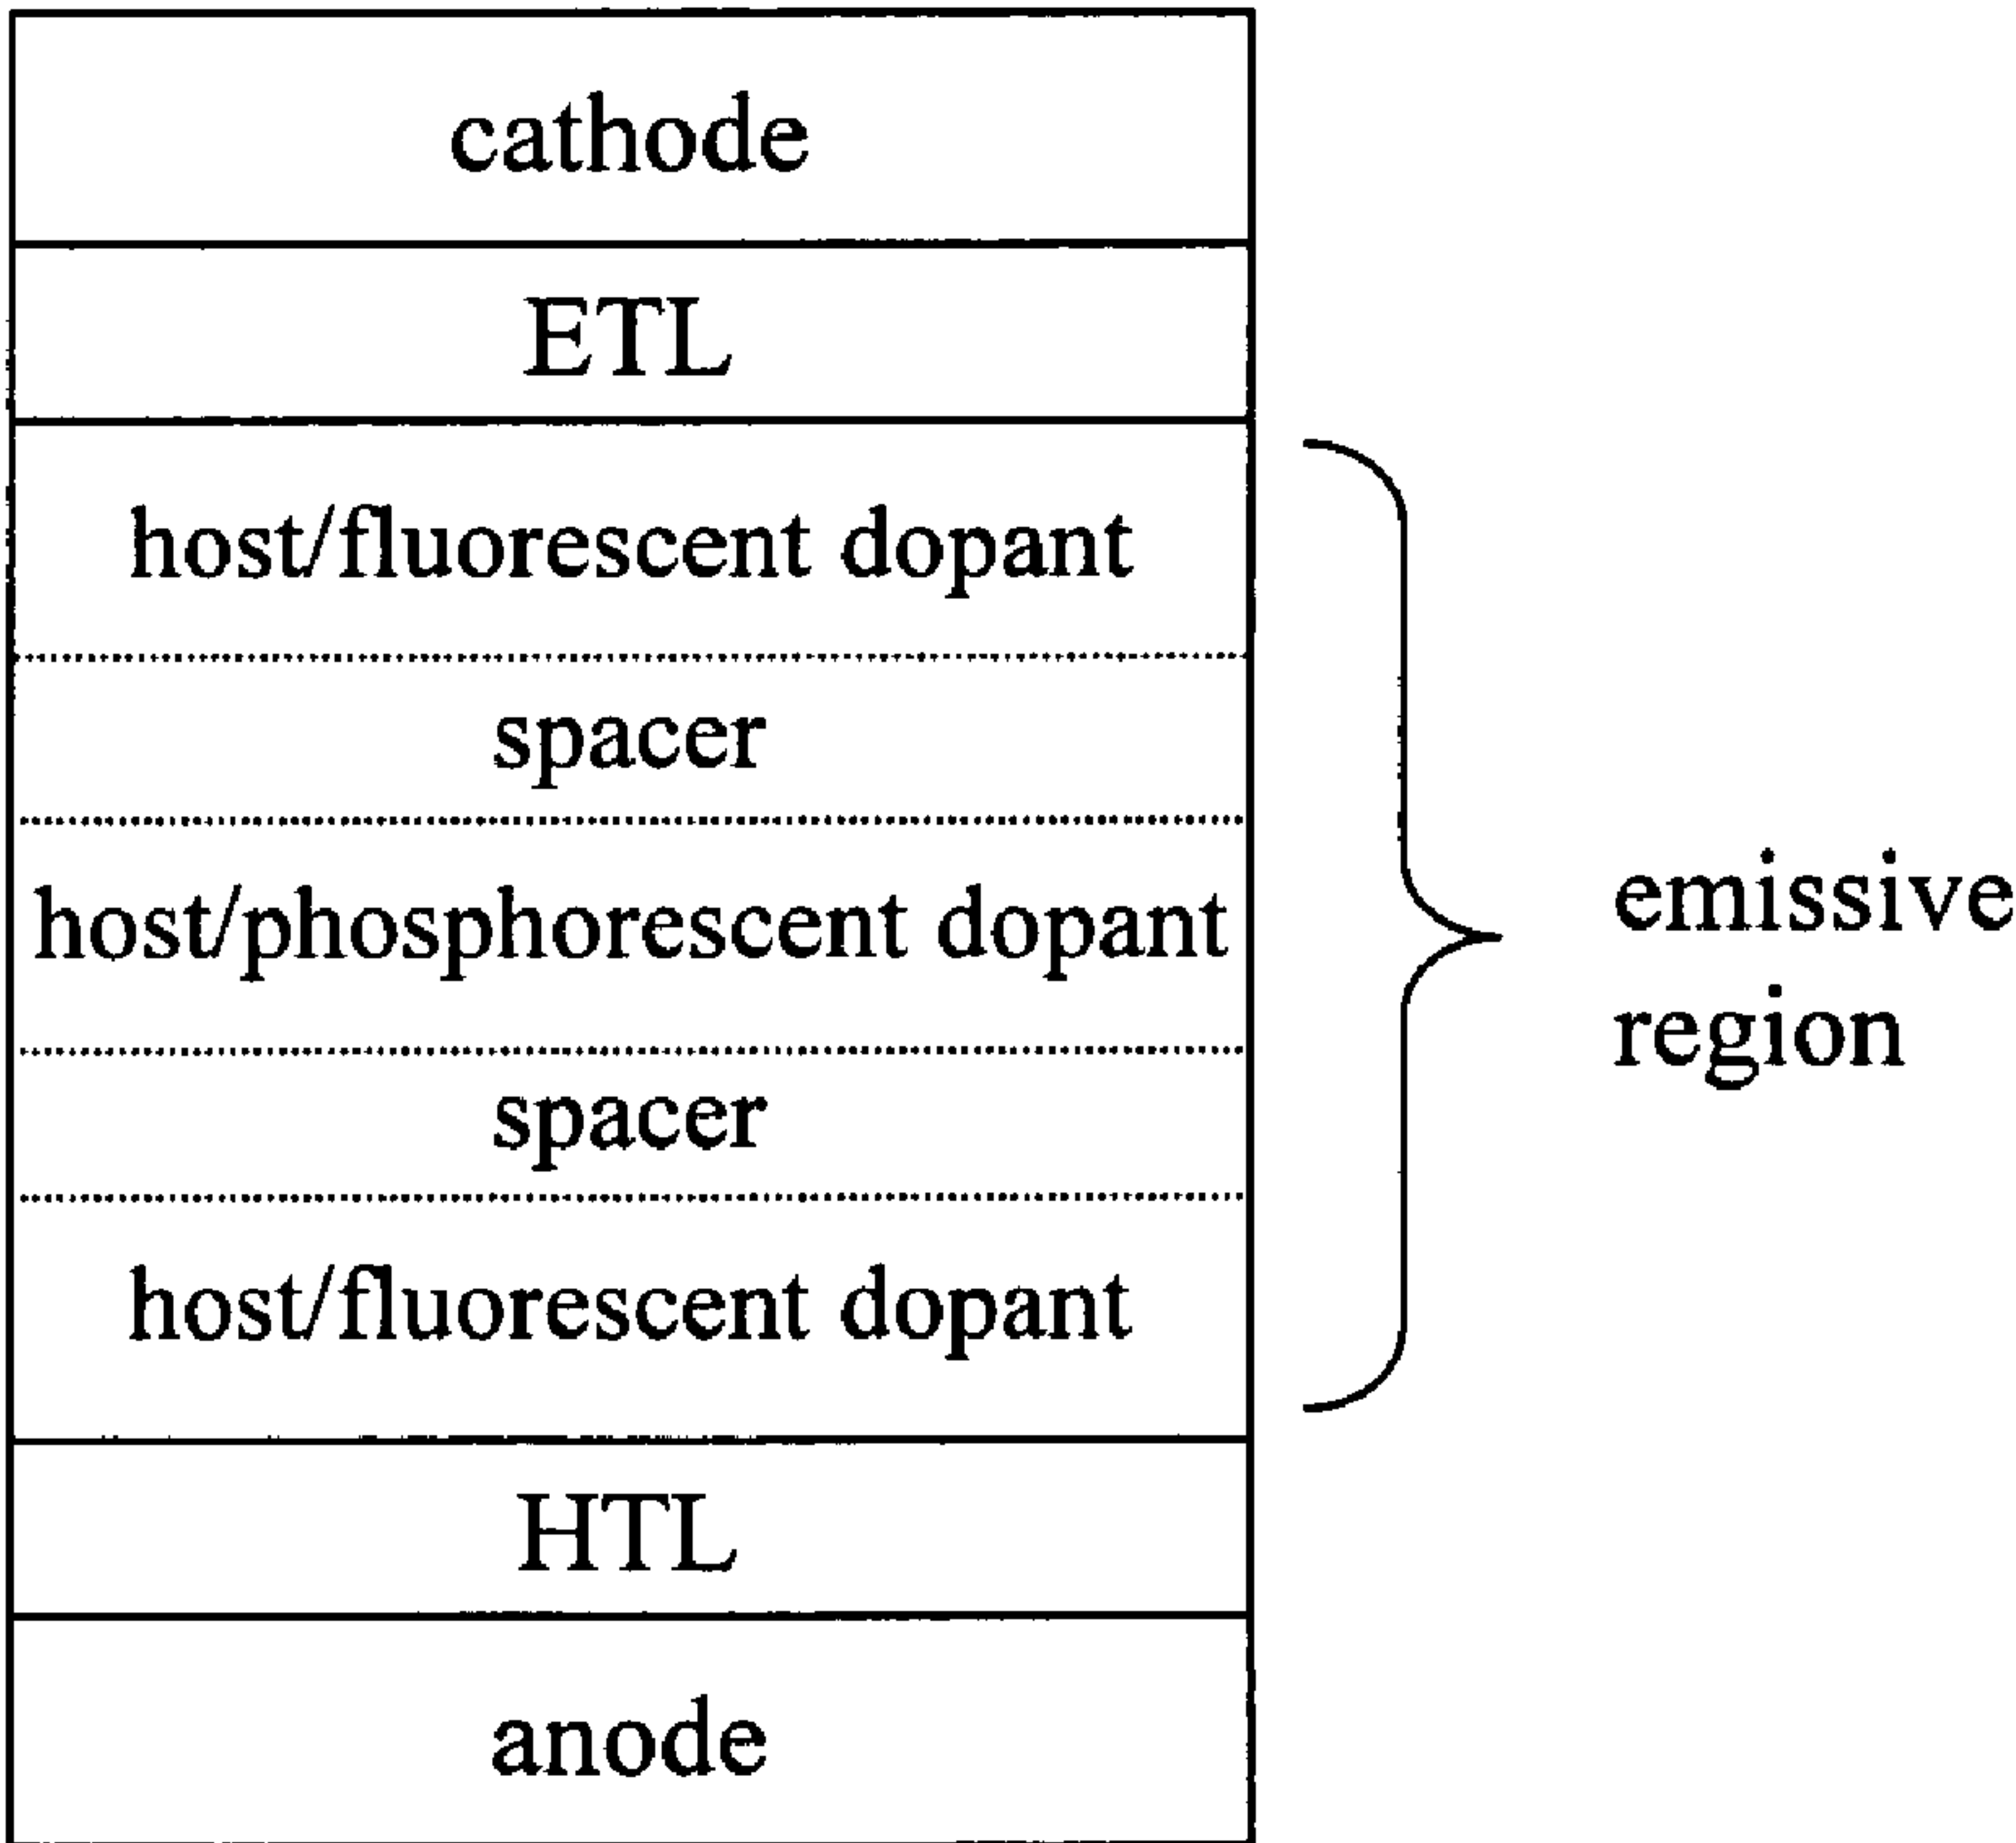 cathode
ETL
host/fluorescent dopant
spacer
host/phosphorescent dopant
spacer
host/fluorescent dopant
HTL
anode
emissive
region